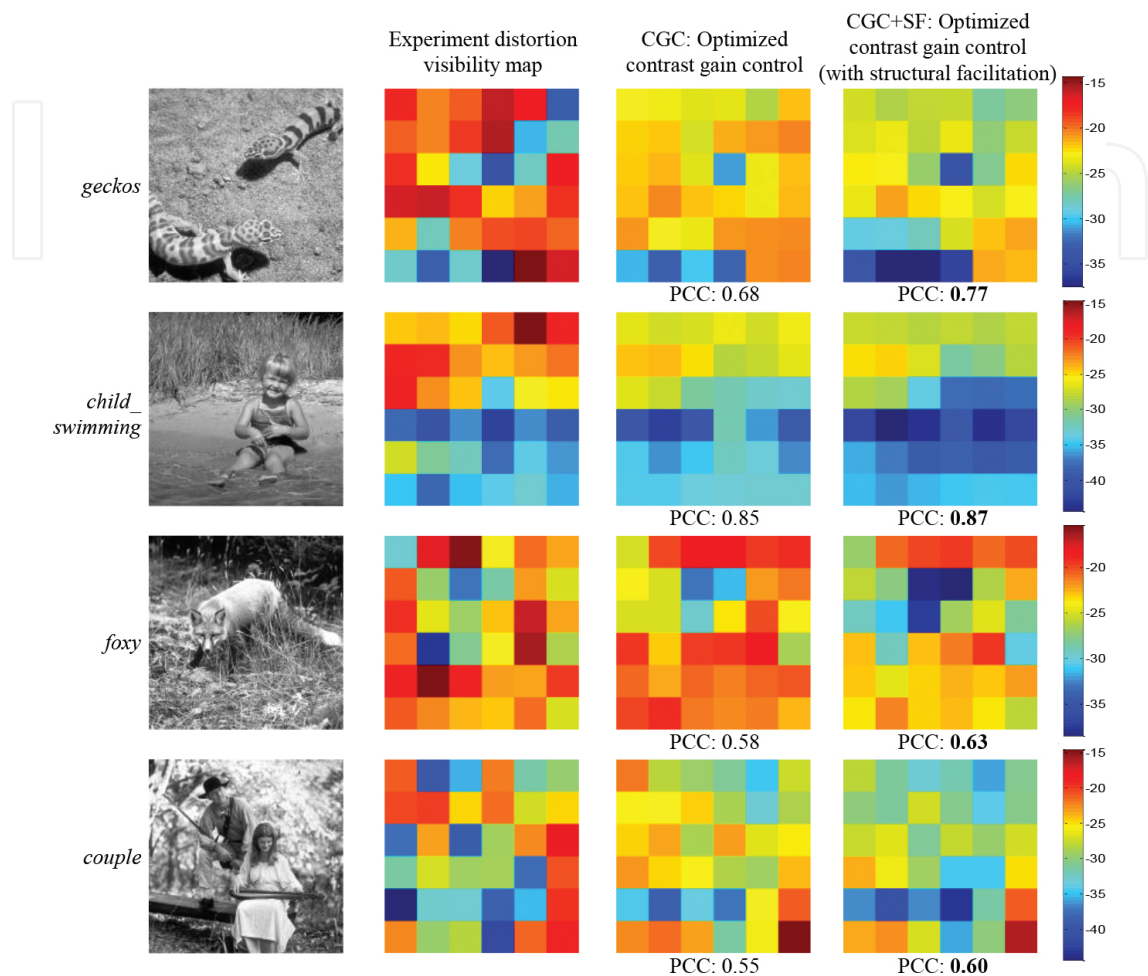 Experiment distortion
visibility map
CGC: Optimized
contrast gain control
CGC+SF: Optimized
contrast gain control
(with structural facilitation)
geckos
-15
-20
-25
-30
-35
PCC: 0.68
PCC: 0.77
child_
swimming
-15
-20
-25
-30
-35
-40
PCC: 0.85
PCC: 0.87
foxy
-20
-25
-30
-35
PCC: 0.58
PCC: 0.63
couple
-15
-20
-25
-30
-35
-40
PCC: 0.55
PCC: 0.60